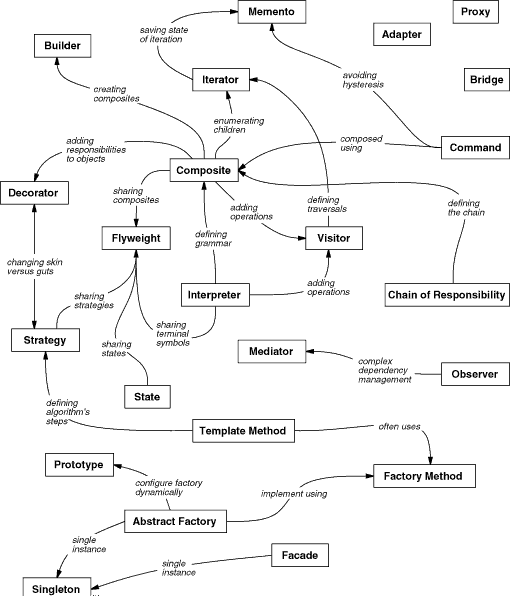 Memento
Proxy
saving state
of iteration
Adapter
Builder
avoiding
hysteresis
Iterator
Bridge
creating
composites
enumerating
children
adding
responsibilities
to objects
composed
using
Command
Composite
Decorator
sharing
composites
adding
operations
defining
traversals
defining
the chain
Flyweight
defining
grammar
Visitor
changing skin
versus guts
adding
operations
Interpreter
Chain of Responsibility
sharing
strategies
sharing
terminal
symbols
Strategy
sharing
states
Mediator
complex
dependency
management
Observer
State
defining
algorithm's
steps
Template Method
often uses
Prototype
Factory Method
configure factory
dynamically
implement using
Abstract Factory
single
instance
Facade
single
instance
Singleton